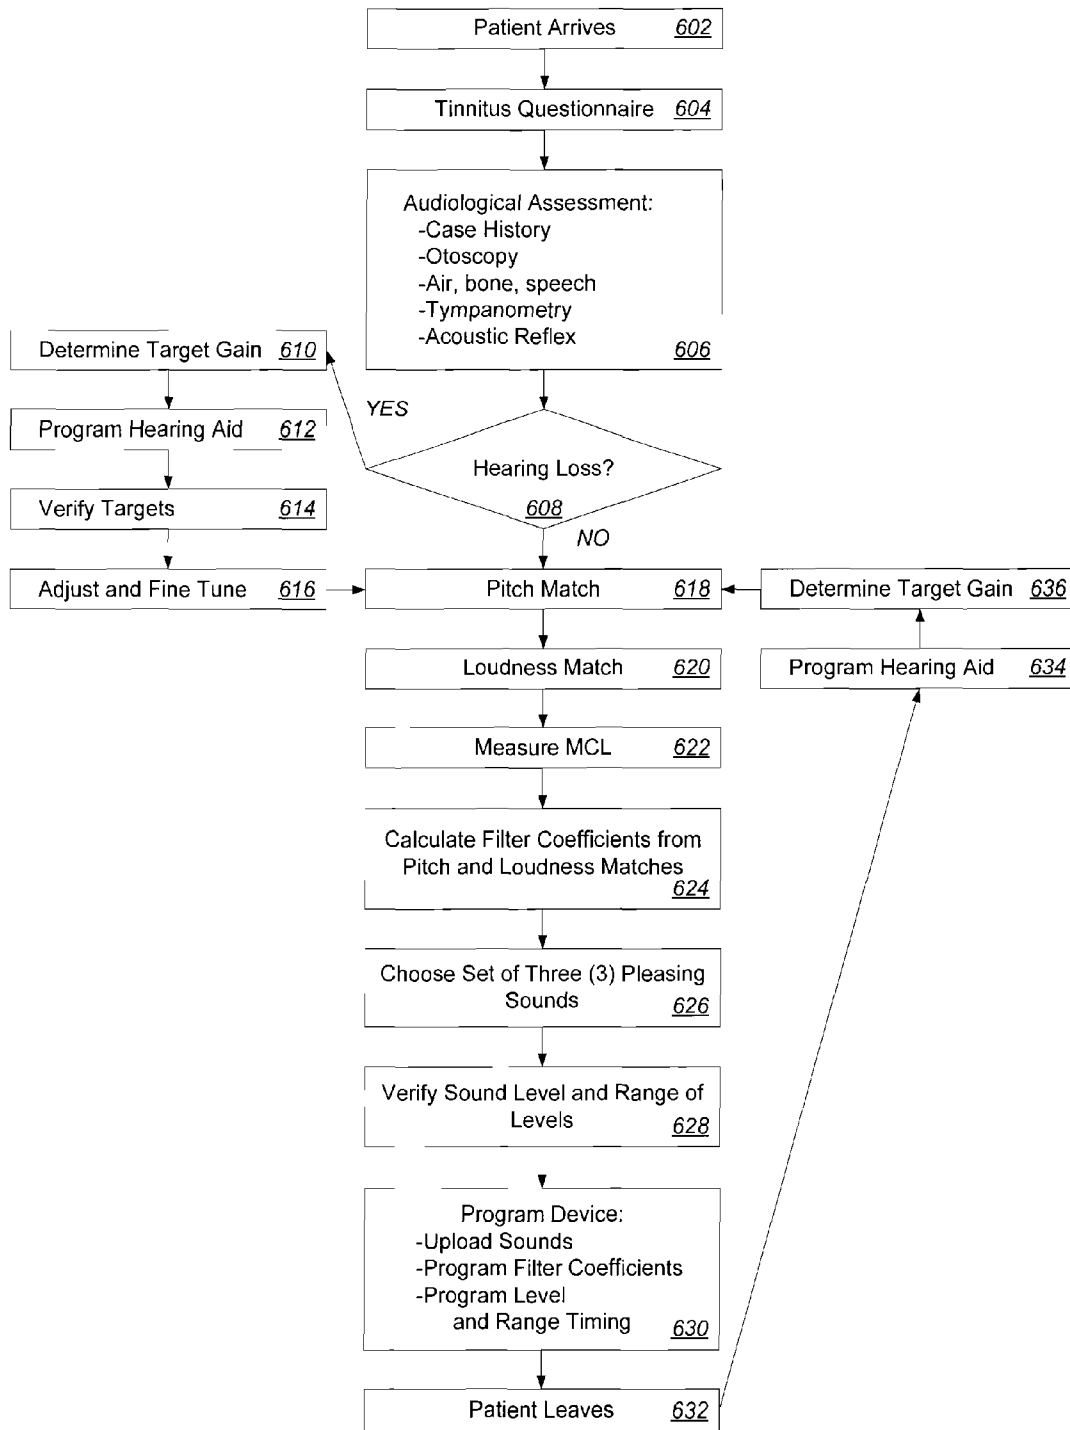 Patient Arrives 602
Tinnitus Questionnaire 604
Audiological Assessment:
-Case History
-Otoscopy
-Air, bone, speech
-Tympanometry
-Acoustic Reflex 606
Determine Target Gain 610
YES
Program Hearing Aid 612
Hearing Loss?
608
Verify Targets 614
NO
Adjust and Fine Tune 616
Pitch Match 618
Determine Target Gain 636
Loudness Match 620
Program Hearing Aid 634
Measure MCL 622
Calculate Filter Coefficients from
Pitch and Loudness Matches
624
Choose Set of Three (3) Pleasing
Sounds 626
Verify Sound Level and Range of
Levels 628
Program Device:
-Upload Sounds
-Program Filter Coefficients
-Program Level
and Range Timing 630
Patient Leaves 632